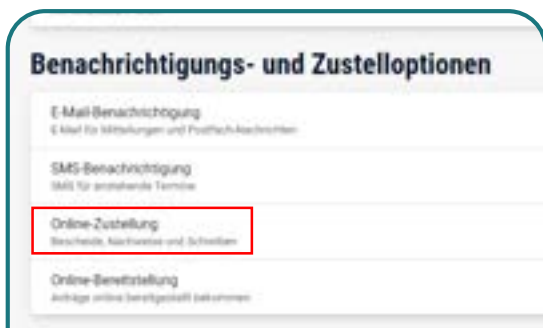 Benachrichtigungs- und Zustelloptionen
E-Mail-Benachrichtigung
E-Mail für Mitteilungen und Postfach-Nachrichten
SMS-Benachrichtigung
SMS für anstehende Termine
Online-Zustellung
Bescheide, Nachweise und Schreiben
Online-Bereitstellung
Anträge online bereitgestellt bekommen